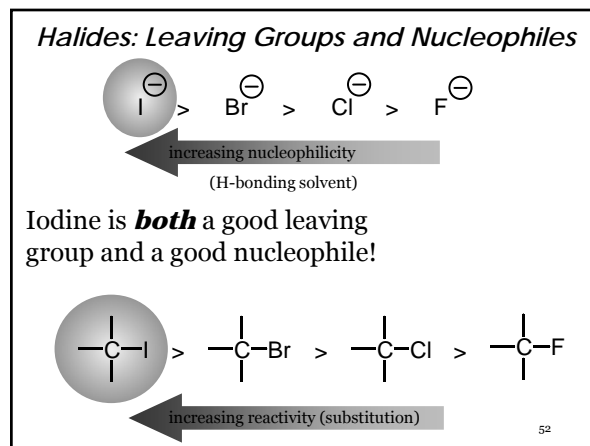 Halides: Leaving Groups and Nucleophiles
I⊖ > Br⊖ > Cl⊖ > F⊖
increasing nucleophilicity
(H-bonding solvent)
Iodine is both a good leaving
group and a good nucleophile!
C I > C Br > C Cl > C F
increasing reactivity (substitution)
52